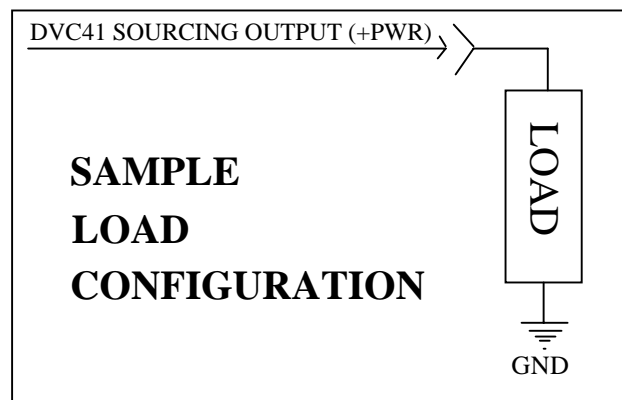 DVC41 SOURCING OUTPUT (+PWR)
LOAD
SAMPLE
LOAD
CONFIGURATION
GND